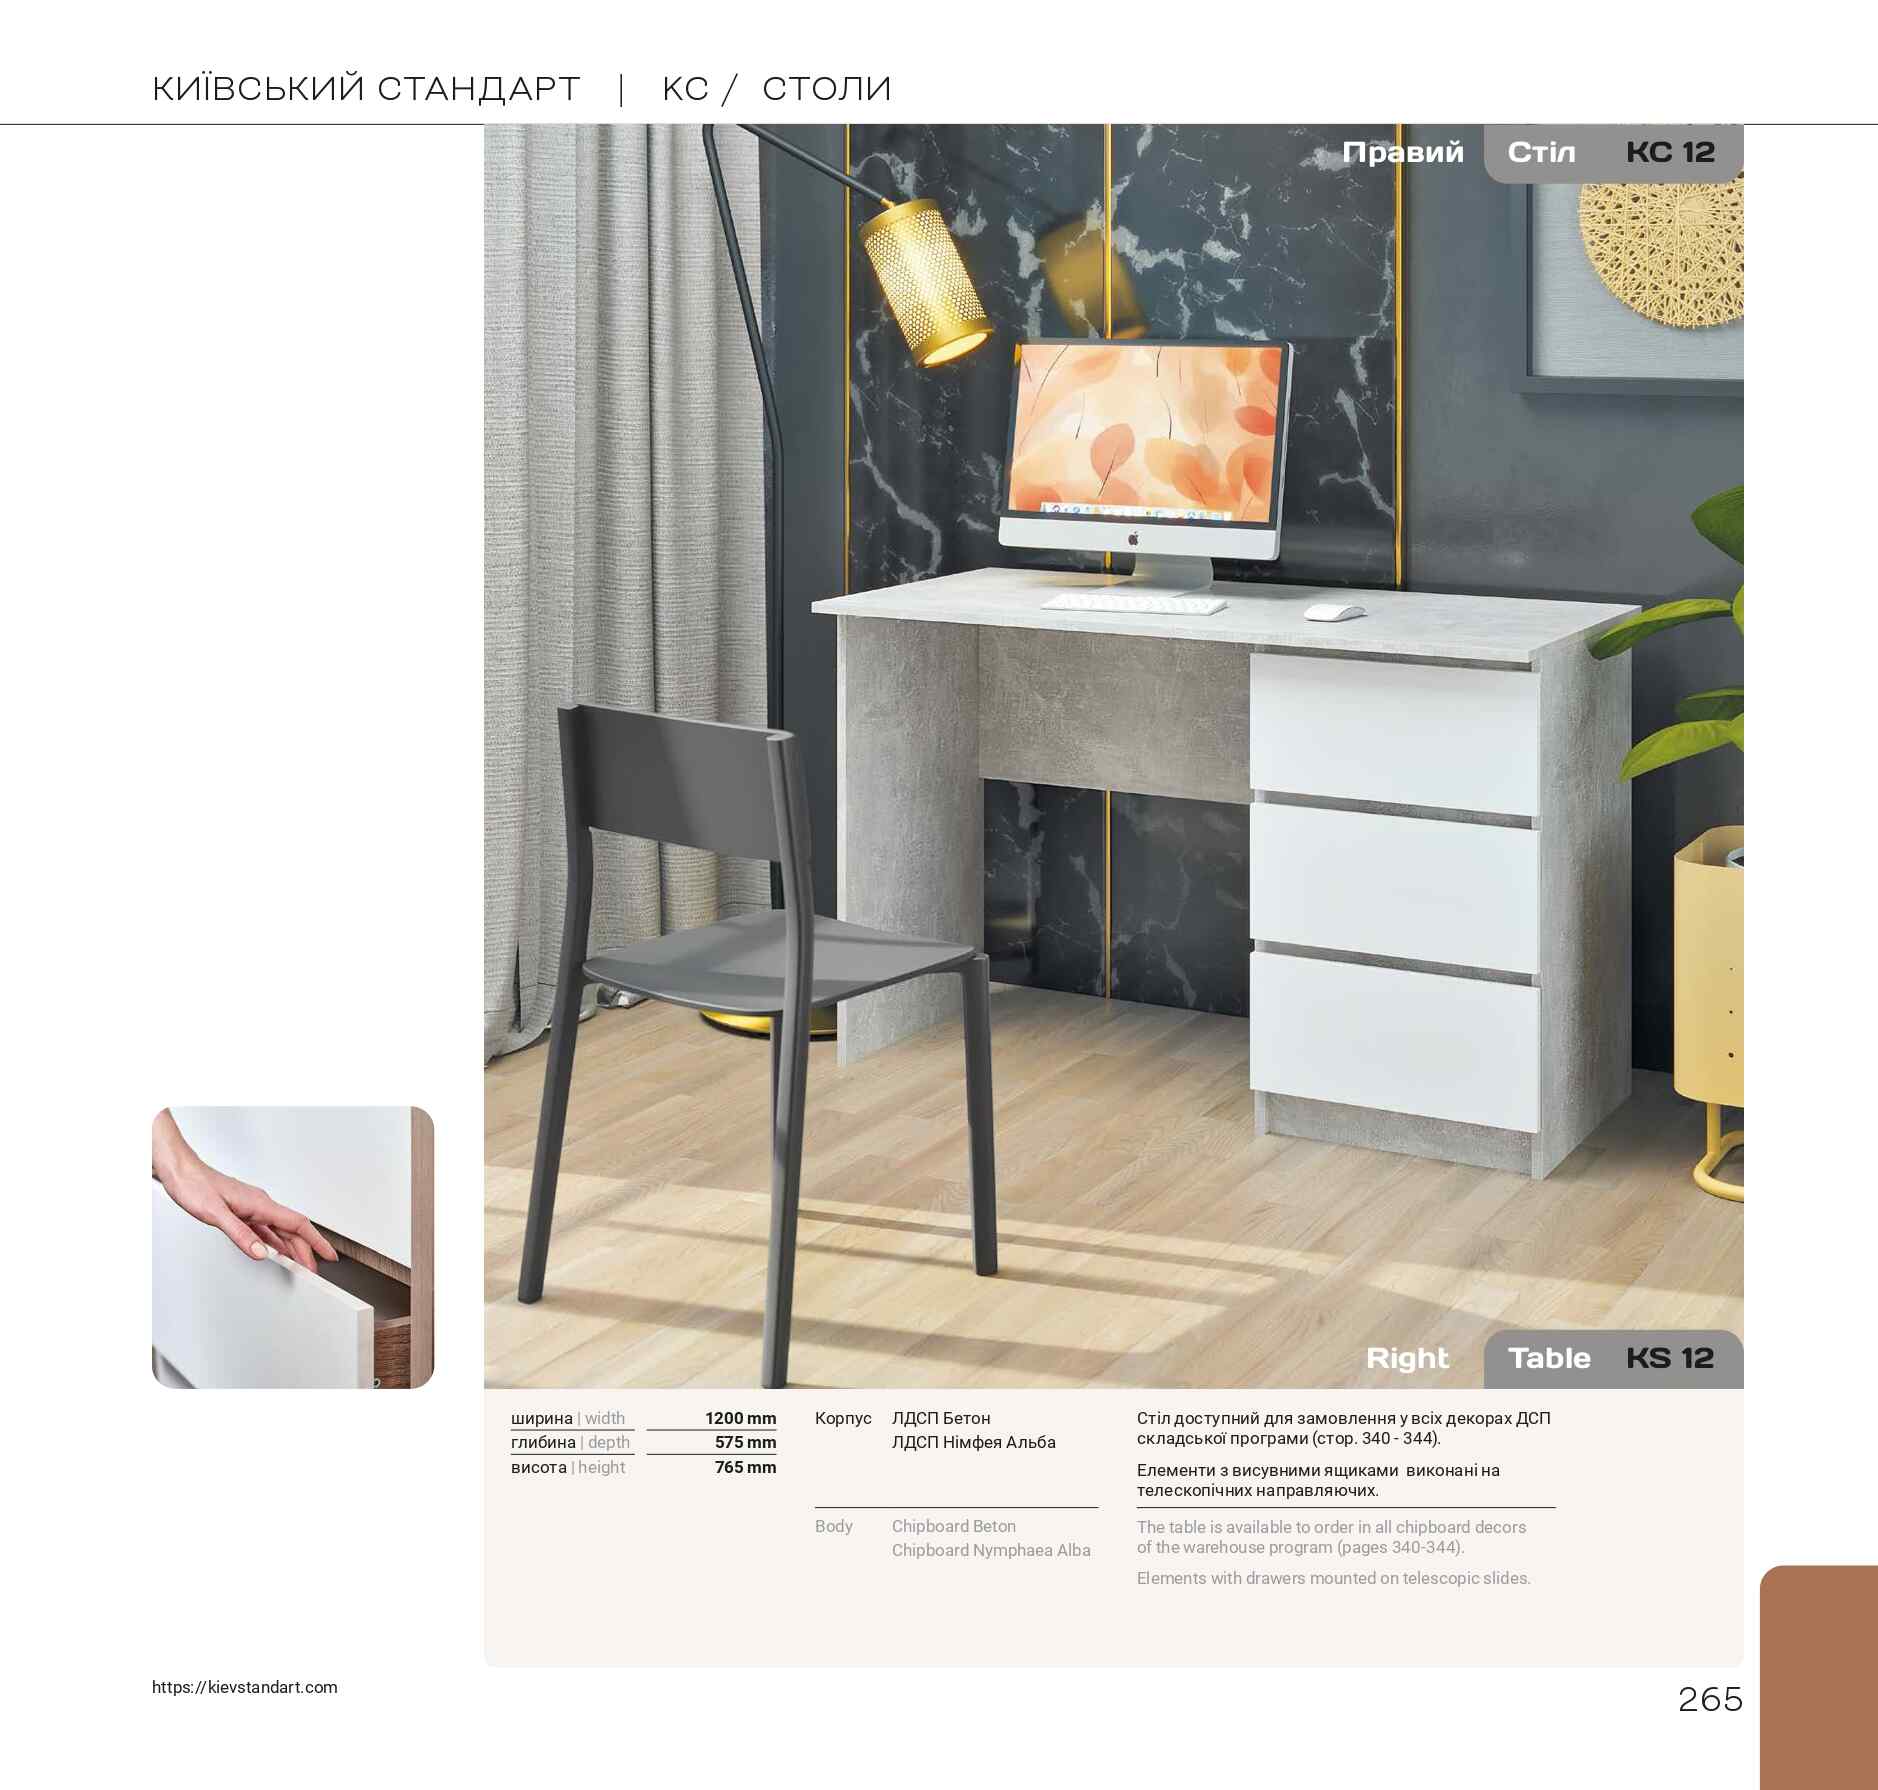 КИЇВСЬКИЙ СТАНДАРТ | КС / СТОЛИ
Правий Стіл КС 12
Right Table KS 12
ширина | width 1200 mm
глибина | depth 575 mm
висота | height 765 mm
Корпус ЛДСП Бетон
ЛДСП Німфея Альба
Body Chipboard Beton
Chipboard Nymphaea Alba
Стіл доступний для замовлення у всіх декорах ДСП
складської програми (стор. 340 - 344).
Елементи з висувними ящиками виконані на
телескопічних направляючих.
The table is available to order in all chipboard decors
of the warehouse program (pages 340-344).
Elements with drawers mounted on telescopic slides.
https://kievstandart.com
265